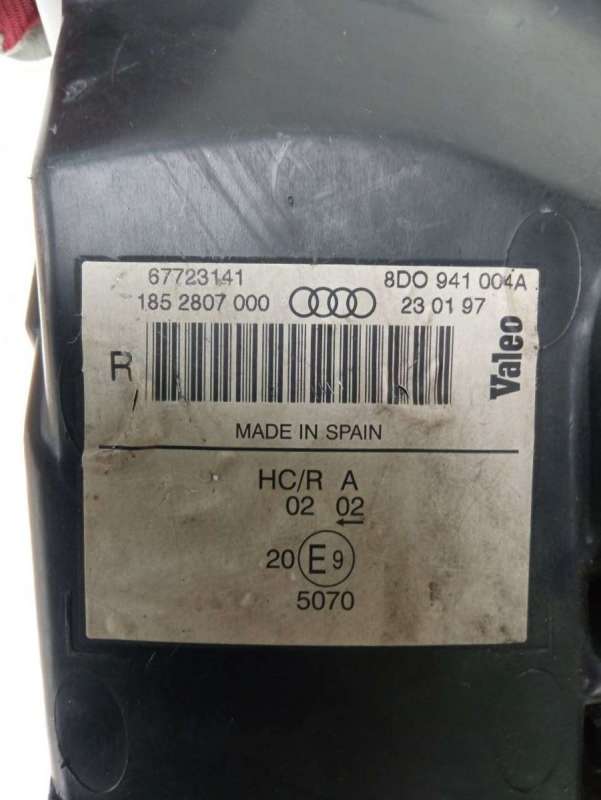 67723141 8DO 941 004A
185 2807 000 23 01 97
R
Valeo
MADE IN SPAIN
HC/R A
02 02
20 E 9
5070